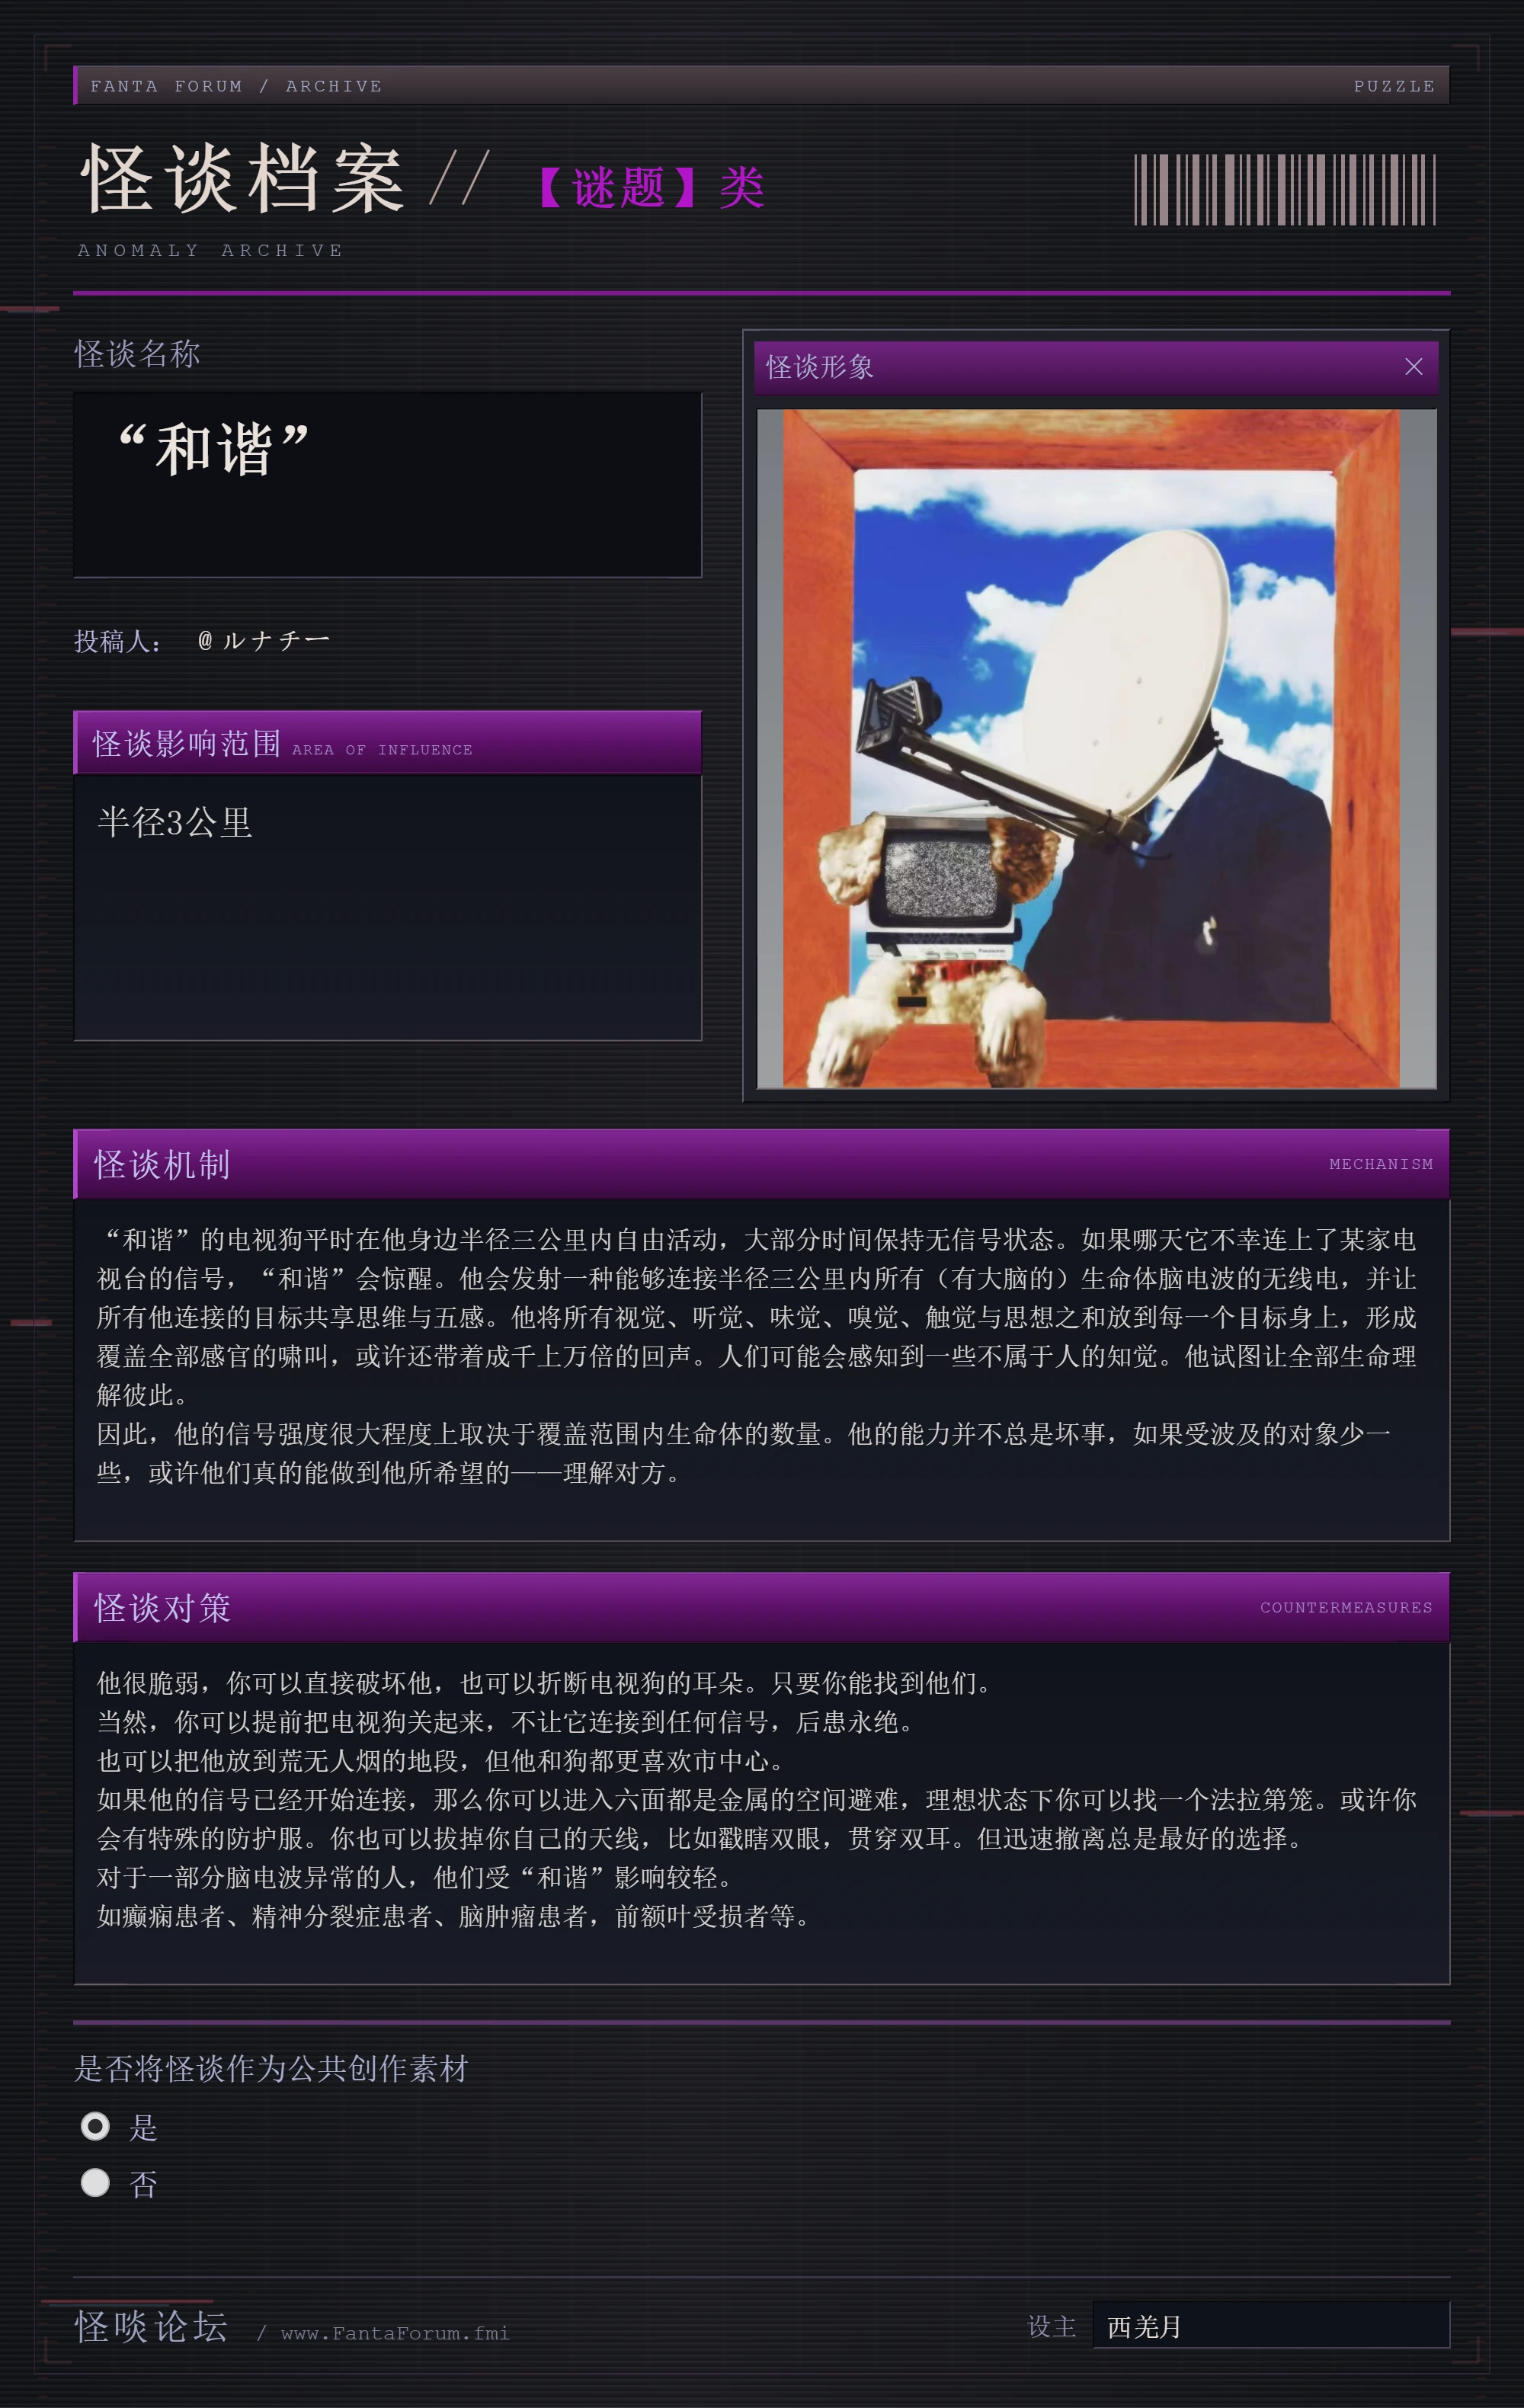 FANTA FORUM / ARCHIVE
PUZZLE
怪谈档案 // 【谜题】类
ANOMALY ARCHIVE
怪谈名称
“和谐”
投稿人： @ルナチー
怪谈影响范围 AREA OF INFLUENCE
半径3公里
怪谈形象
Panasonic
怪谈机制
MECHANISM
“和谐”的电视狗平时在他身边半径三公里内自由活动，大部分时间保持无信号状态。如果哪天它不幸连上了某家电
视台的信号，“和谐”会惊醒。他会发射一种能够连接半径三公里内所有（有大脑的）生命体脑电波的无线电，并让
所有他连接的目标共享思维与五感。他将所有视觉、听觉、味觉、嗅觉、触觉与思想之和放到每一个目标身上，形成
覆盖全部感官的啸叫，或许还带着成千上万倍的回声。人们可能会感知到一些不属于人的知觉。他试图让全部生命理
解彼此。
因此，他的信号强度很大程度上取决于覆盖范围内生命体的数量。他的能力并不总是坏事，如果受波及的对象少一
些，或许他们真的能做到他所希望的——理解对方。
怪谈对策
COUNTERMEASURES
他很脆弱，你可以直接破坏他，也可以折断电视狗的耳朵。只要你能找到他们。
当然，你可以提前把电视狗关起来，不让它连接到任何信号，后患永绝。
也可以把他放到荒无人烟的地段，但他和狗都更喜欢市中心。
如果他的信号已经开始连接，那么你可以进入六面都是金属的空间避难，理想状态下你可以找一个法拉第笼。或许你
会有特殊的防护服。你也可以拔掉你自己的天线，比如戳瞎双眼，贯穿双耳。但迅速撤离总是最好的选择。
对于一部分脑电波异常的人，他们受“和谐”影响较轻。
如癫痫患者、精神分裂症患者、脑肿瘤患者，前额叶受损者等。
是否将怪谈作为公共创作素材
是
否
怪啖论坛 / www.FantaForum.fmi
设主 西羌月